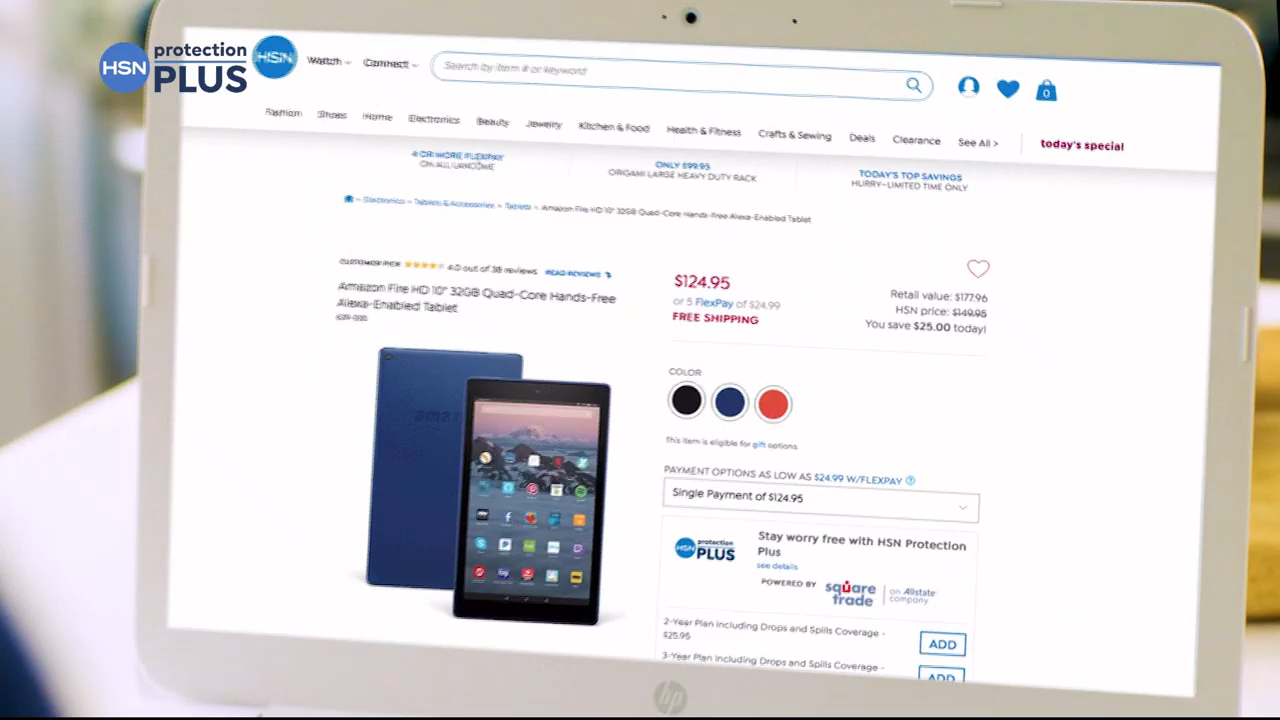 HSN protection PLUS
HSN Watch Connect Search by item # or keyword 0
Fashion Shoes Home Electronics Beauty Jewelry Kitchen & Food Health & Fitness Crafts & Sewing Deals Clearance See All > today's special
4 OR MORE FLEXPAY ONLY $99.95 TODAY'S TOP SAVINGS
ON ALL LANCOME ORIGAMI LARGE HEAVY DUTY RACK HURRY–LIMITED TIME ONLY
Electronics > Tablets & Accessories > Tablets > Amazon Fire HD 10" 32GB Quad-Core Hands-Free Alexa-Enabled Tablet
CUSTOMER PICK 4.0 out of 38 reviews READ REVIEWS
Amazon Fire HD 10" 32GB Quad-Core Hands-Free
Alexa-Enabled Tablet
$124.95
or 5 FlexPay of $24.99
FREE SHIPPING
Retail value: $177.96
HSN price: $149.95
You save $25.00 today!
COLOR
This item is eligible for gift options.
PAYMENT OPTIONS AS LOW AS $24.99 W/FLEXPAY ?
Single Payment of $124.95
HSN protection PLUS
Stay worry free with HSN Protection
Plus
see details
POWERED BY square trade an Allstate company
2-Year Plan Including Drops and Spills Coverage -
$25.95
ADD
3-Year Plan Including Drops and Spills Coverage -
ADD
hp